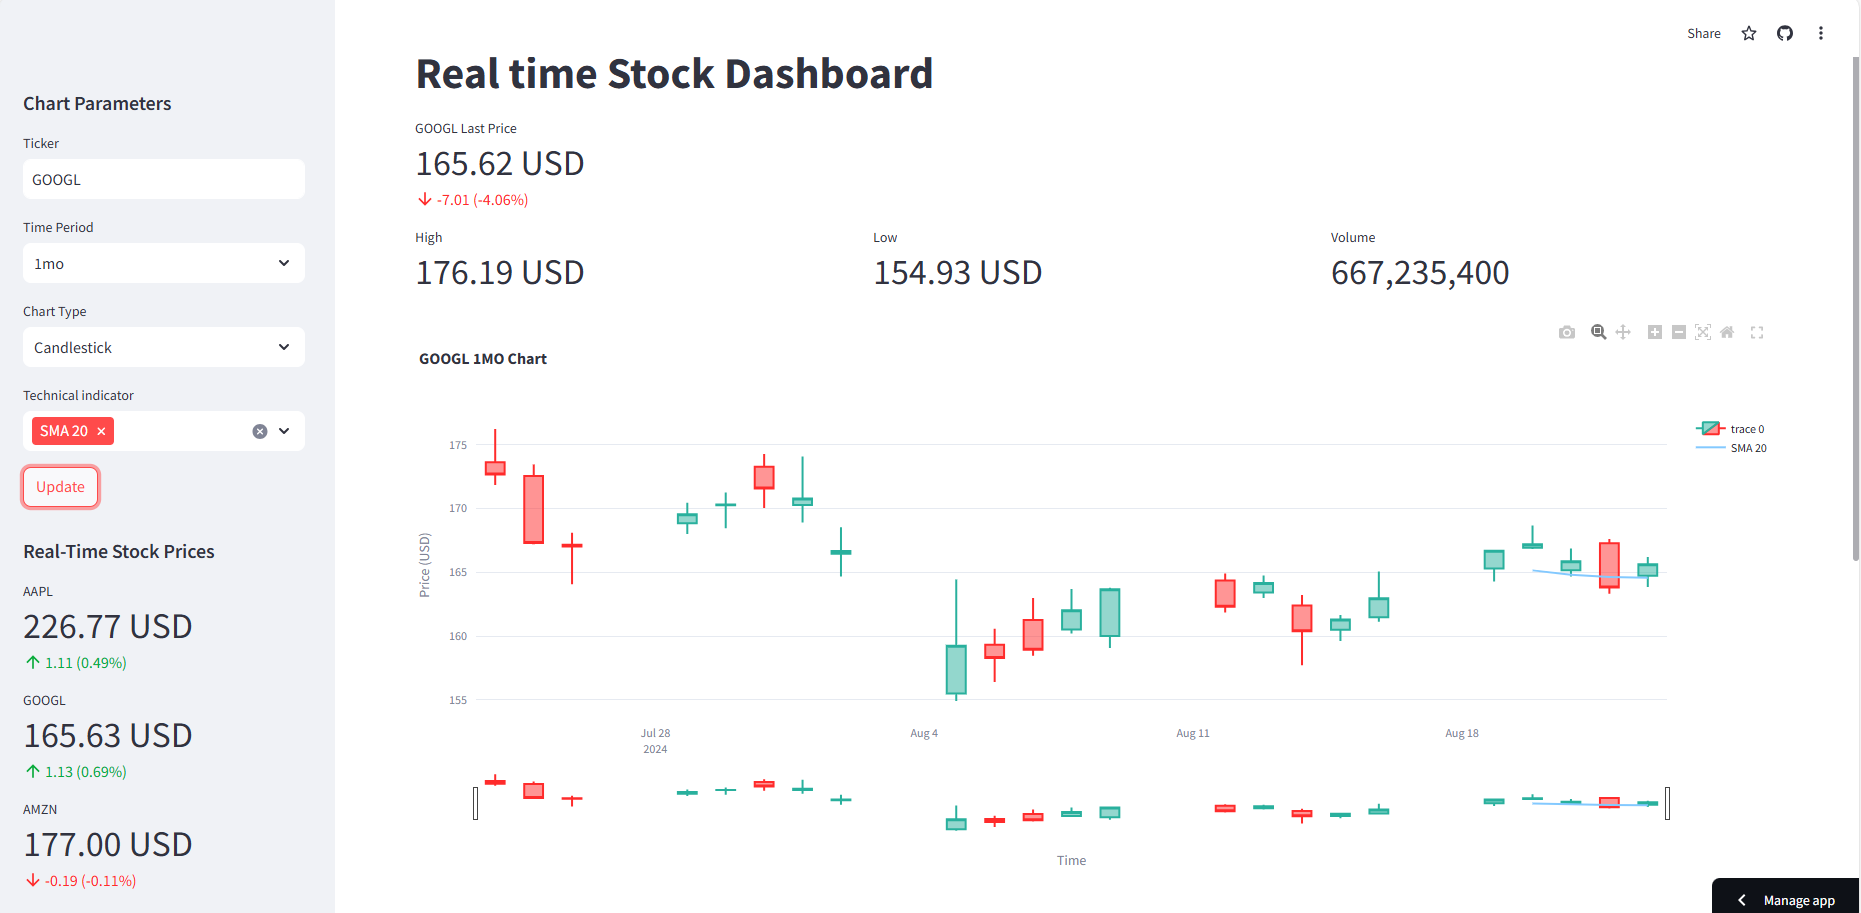 Share
Chart Parameters
Ticker
GOOGL
Time Period
1mo
Chart Type
Candlestick
Technical indicator
SMA 20 ×
Update
Real-Time Stock Prices
AAPL
226.77 USD
↑ 1.11 (0.49%)
GOOGL
165.63 USD
↑ 1.13 (0.69%)
AMZN
177.00 USD
↓ -0.19 (-0.11%)
Real time Stock Dashboard
GOOGL Last Price
165.62 USD
↓ -7.01 (-4.06%)
High
176.19 USD
Low
154.93 USD
Volume
667,235,400
GOOGL 1MO Chart
trace 0
SMA 20
Price (USD)
175
170
165
160
155
Jul 28
2024
Aug 4
Aug 11
Aug 18
Time
Manage app